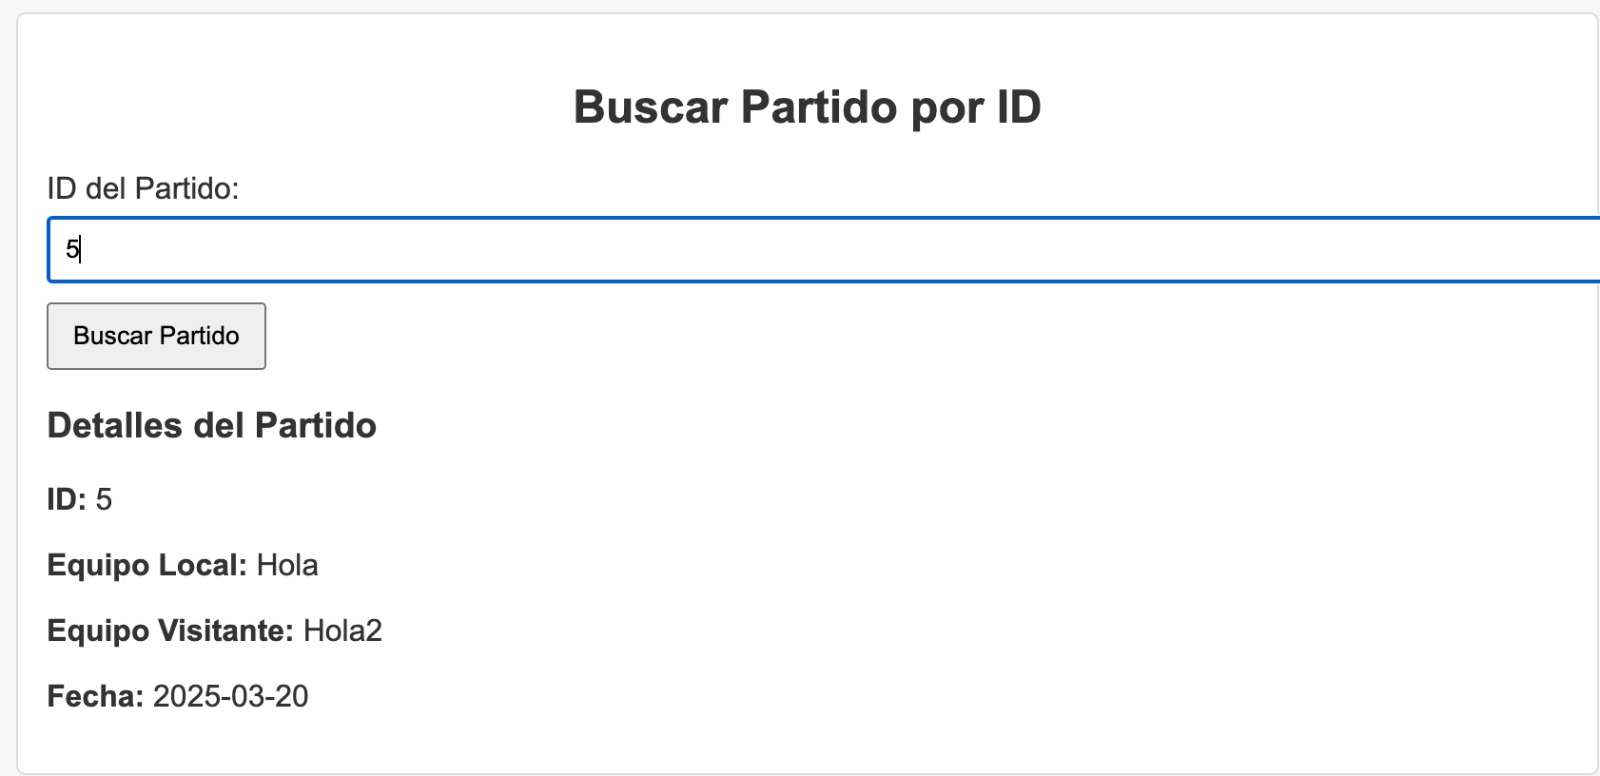 Buscar Partido por ID
ID del Partido:
5
Buscar Partido
Detalles del Partido
ID: 5
Equipo Local: Hola
Equipo Visitante: Hola2
Fecha: 2025-03-20